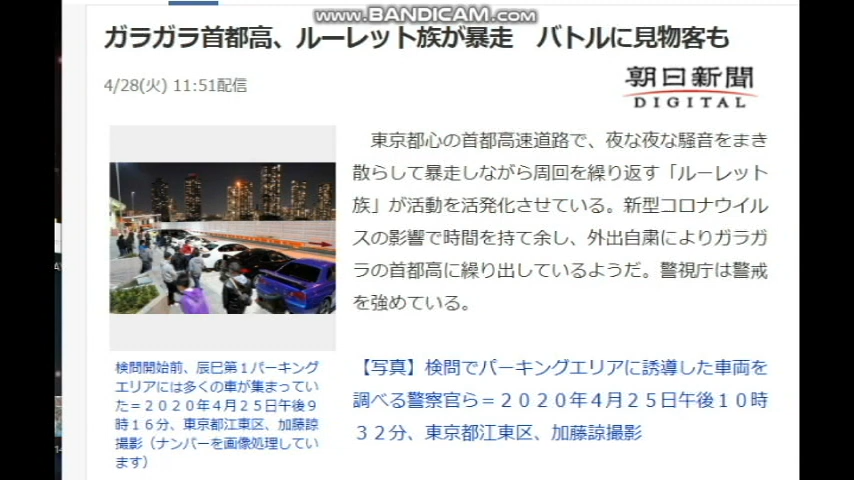 www.BANDICAM.com
ガラガラ首都高、ルーレット族が暴走　バトルに見物客も
4/28(火) 11:51配信
朝日新聞
DIGITAL
東京都心の首都高速道路で、夜な夜な騒音をまき
散らして暴走しながら周回を繰り返す「ルーレット
族」が活動を活発化させている。新型コロナウイル
スの影響で時間を持て余し、外出自粛によりガラガ
ラの首都高に繰り出しているようだ。警視庁は警戒
を強めている。
検問開始前、辰巳第１パーキング
エリアには多くの車が集まってい
た＝２０２０年４月２５日午後９
時１６分、東京都江東区、加藤諒
撮影（ナンバーを画像処理してい
ます）
【写真】検問でパーキングエリアに誘導した車両を
調べる警察官ら＝２０２０年４月２５日午後１０時
３２分、東京都江東区、加藤諒撮影